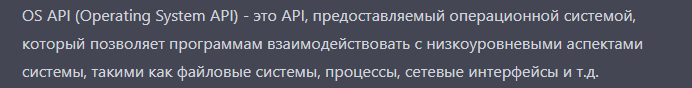 OS API (Operating System API) - это API, предоставляемый операционной системой,
который позволяет программам взаимодействовать с низкоуровневыми аспектами
системы, такими как файловые системы, процессы, сетевые интерфейсы и т.д.